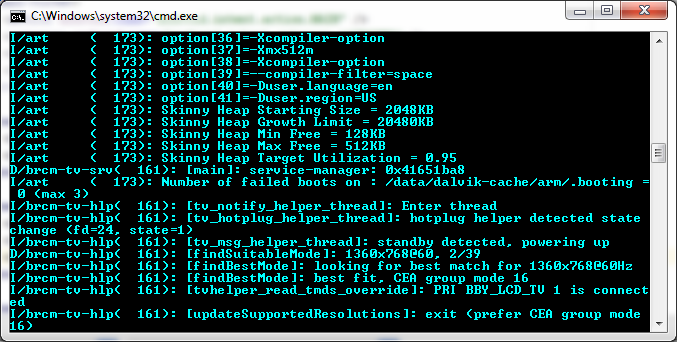 C:\Windows\system32\cmd.exe
I/art     (  173): option[36]=-Xcompiler-option
I/art     (  173): option[37]=-Xmx512m
I/art     (  173): option[38]=-Xcompiler-option
I/art     (  173): option[39]=--compiler-filter=space
I/art     (  173): option[40]=-Duser.language=en
I/art     (  173): option[41]=-Duser.region=US
I/art     (  173): Skinny Heap Starting Size = 2048KB
I/art     (  173): Skinny Heap Growth Limit = 20480KB
I/art     (  173): Skinny Heap Min Free = 128KB
I/art     (  173): Skinny Heap Max Free = 512KB
I/art     (  173): Skinny Heap Target Utilization = 0.95
D/brcm-tv-srv(  161): [main]: service-manager: 0x41651ba8
I/art     (  173): Number of failed boots on : /data/dalvik-cache/arm/.booting =
 0 (max 3)
I/brcm-tv-hlp(  161): [tv_notify_helper_thread]: Enter thread
I/brcm-tv-hlp(  161): [tv_hotplug_helper_thread]: hotplug helper detected state
change (fd=24, state=1)
I/brcm-tv-hlp(  161): [tv_msg_helper_thread]: standby detected, powering up
D/brcm-tv-hlp(  161): [findSuitableMode]: 1360x768@60, 2/39
I/brcm-tv-hlp(  161): [findBestMode]: looking for best match for 1360x768@60Hz
I/brcm-tv-hlp(  161): [findBestMode]: best fit, CEA group mode 16
I/brcm-tv-hlp(  161): [tvhelper_read_tmds_override]: PRI BBY_LCD_TV 1 is connect
ed
I/brcm-tv-hlp(  161): [updateSupportedResolutions]: exit (prefer CEA group mode
16)